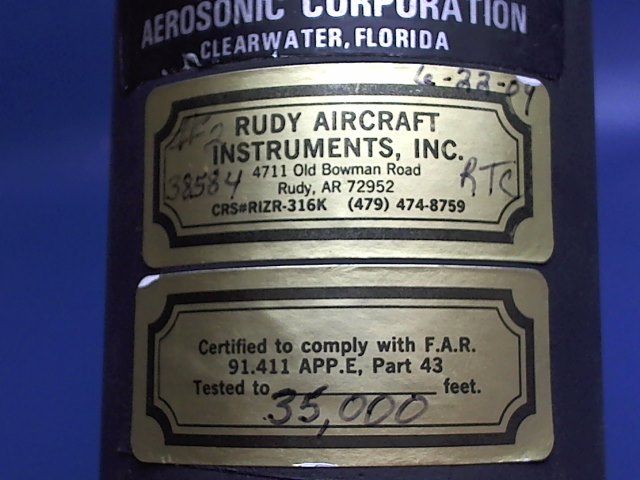 AEROSONIC CORPORATION
CLEARWATER, FLORIDA
6-22-04
RUDY AIRCRAFT
INSTRUMENTS, INC.
4711 Old Bowman Road
38584
Rudy, AR 72952
RTC
CRS#RIZR-316K (479) 474-8759
Certified to comply with F.A.R.
91.411 APP.E, Part 43
Tested to 35,000 feet.